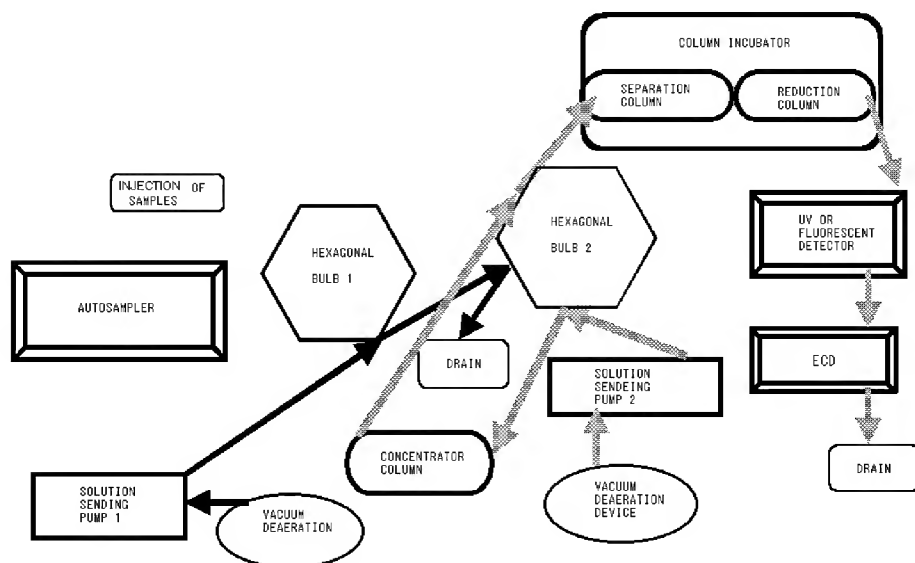 COLUMN INCUBATOR
SEPARATION
COLUMN
REDUCTION
COLUMN
INJECTION OF
SAMPLES
HEXAGONAL
BULB 1
HEXAGONAL
BULB 2
UV OR
FLUORESCENT
DETECTOR
AUTOSAMPLER
DRAIN
SOLUTION
SENDEING
PUMP 2
ECD
CONCENTRATOR
COLUMN
DRAIN
SOLUTION
SENDING
PUMP 1
VACUUM
DEAERATION
VACUUM
DEAERATION
DEVICE